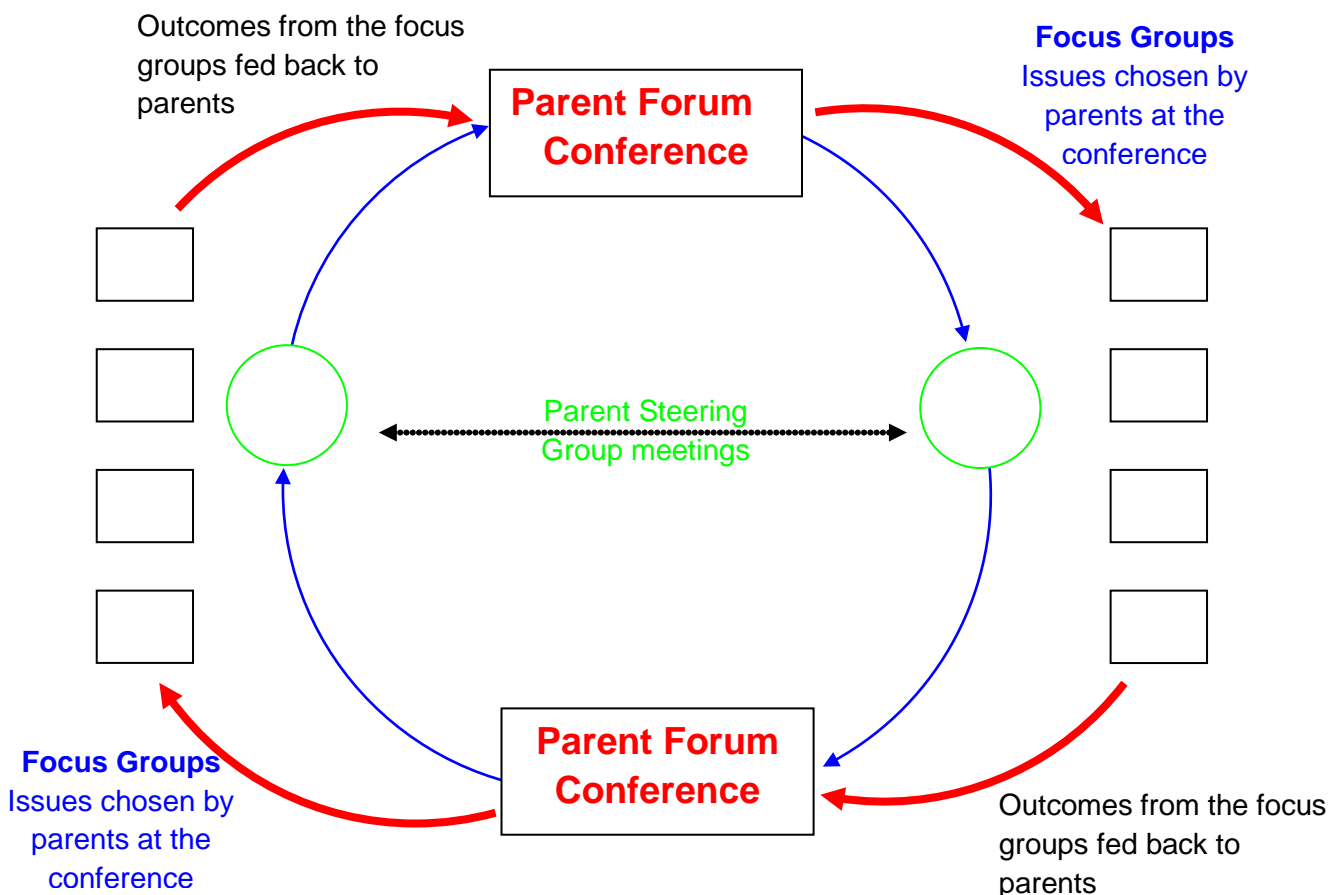 Outcomes from the focus
groups fed back to
parents
Parent Forum
Conference
Focus Groups
Issues chosen by
parents at the
conference
Parent Steering
Group meetings
Focus Groups
Issues chosen by
parents at the
conference
Parent Forum
Conference
Outcomes from the focus
groups fed back to
parents